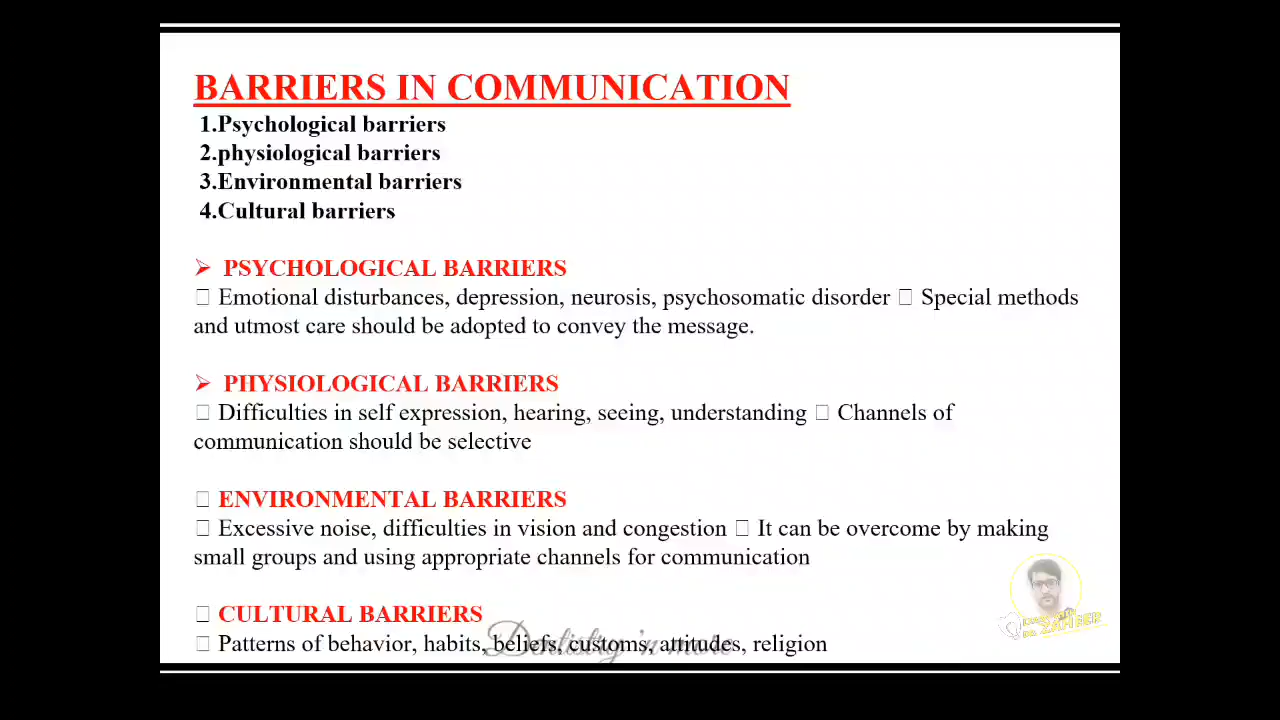 BARRIERS IN COMMUNICATION
1.Psychological barriers
2.physiological barriers
3.Environmental barriers
4.Cultural barriers
➢ PSYCHOLOGICAL BARRIERS
□ Emotional disturbances, depression, neurosis, psychosomatic disorder □ Special methods
and utmost care should be adopted to convey the message.
➢ PHYSIOLOGICAL BARRIERS
□ Difficulties in self expression, hearing, seeing, understanding □ Channels of
communication should be selective
□ ENVIRONMENTAL BARRIERS
□ Excessive noise, difficulties in vision and congestion □ It can be overcome by making
small groups and using appropriate channels for communication
□ CULTURAL BARRIERS
□ Patterns of behavior, habits, beliefs, customs, attitudes, religion
Dentistry 'n more